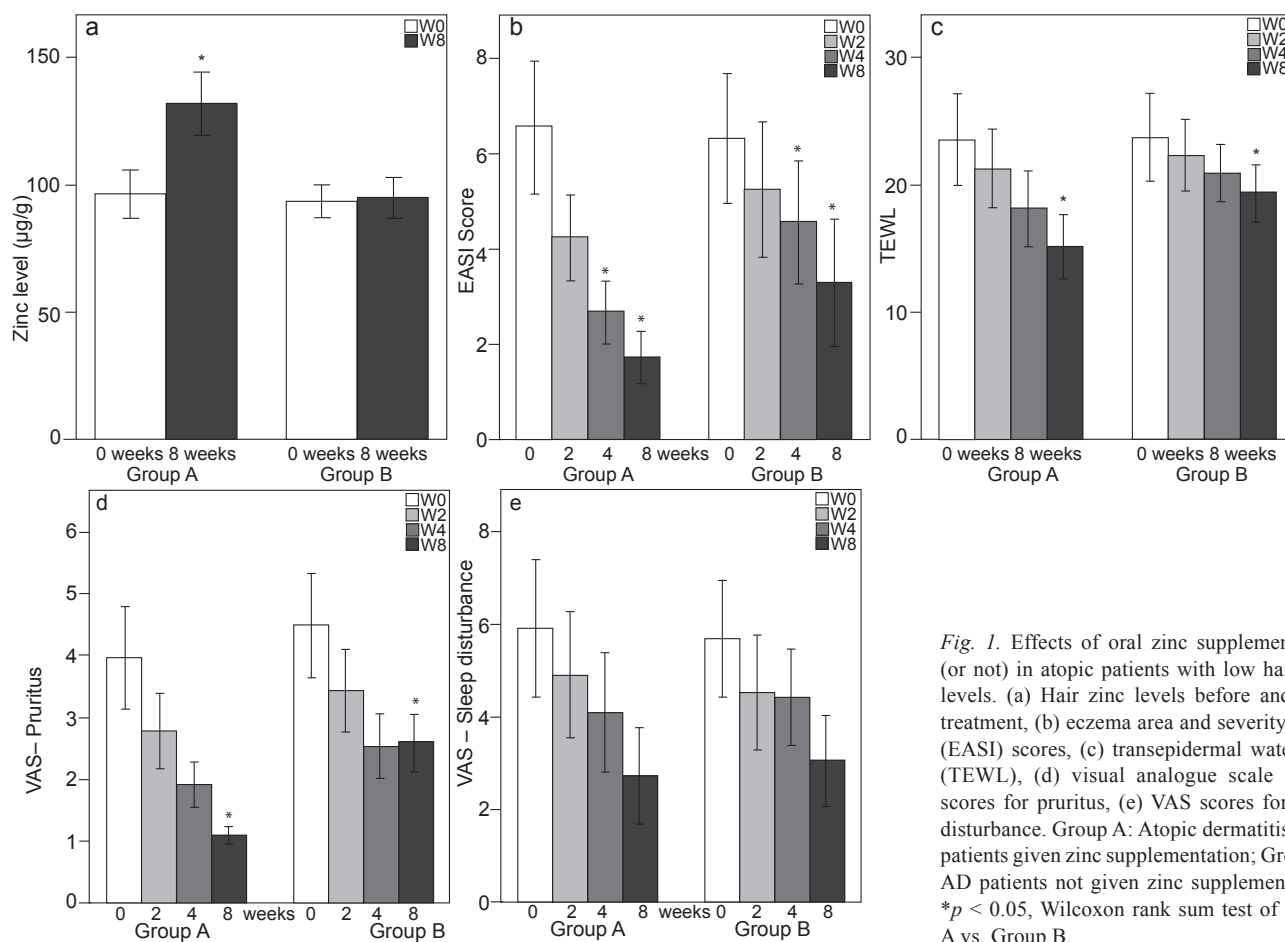 a
W0
W8
150
100
50
0
Zinc level (µg/g)
*
0 weeks 8 weeks
0 weeks 8 weeks
Group A
Group B
b
W0
W2
W4
W8
8
6
4
2
0
EASI Score
*
*
*
*
0 2 4 8 weeks 0 2 4 8
Group A
Group B
c
W0
W2
W4
W8
30
20
10
0
TEWL
*
*
0 weeks 8 weeks
0 weeks 8 weeks
Group A
Group B
d
W0
W2
W4
W8
6
5
4
3
2
1
0
VAS– Pruritus
*
*
0 2 4 8 weeks 0 2 4 8
Group A
Group B
e
W0
W2
W4
W8
8
6
4
2
0
VAS – Sleep disturbance
0 2 4 8 weeks 0 2 4 8
Group A
Group B
Fig. 1. Effects of oral zinc supplemen
(or not) in atopic patients with low ha
levels. (a) Hair zinc levels before and
treatment, (b) eczema area and severity
(EASI) scores, (c) transepidermal wate
(TEWL), (d) visual analogue scale
scores for pruritus, (e) VAS scores for
disturbance. Group A: Atopic dermatitis
patients given zinc supplementation; Gr
AD patients not given zinc supplemen
*p < 0.05, Wilcoxon rank sum test of
A vs. Group B.